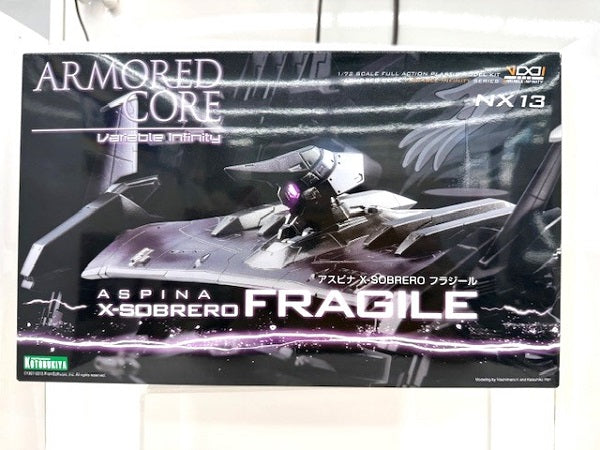 ARMORED
CORE
Variable Infinity
1/72 SCALE FULL ACTION PLASTIC MODEL KIT
SERIES
NX13
アスピナ X-SOBRERO フラジール
ASPINA
X-SOBRERO FRAGILE
KOTOBUKIYA